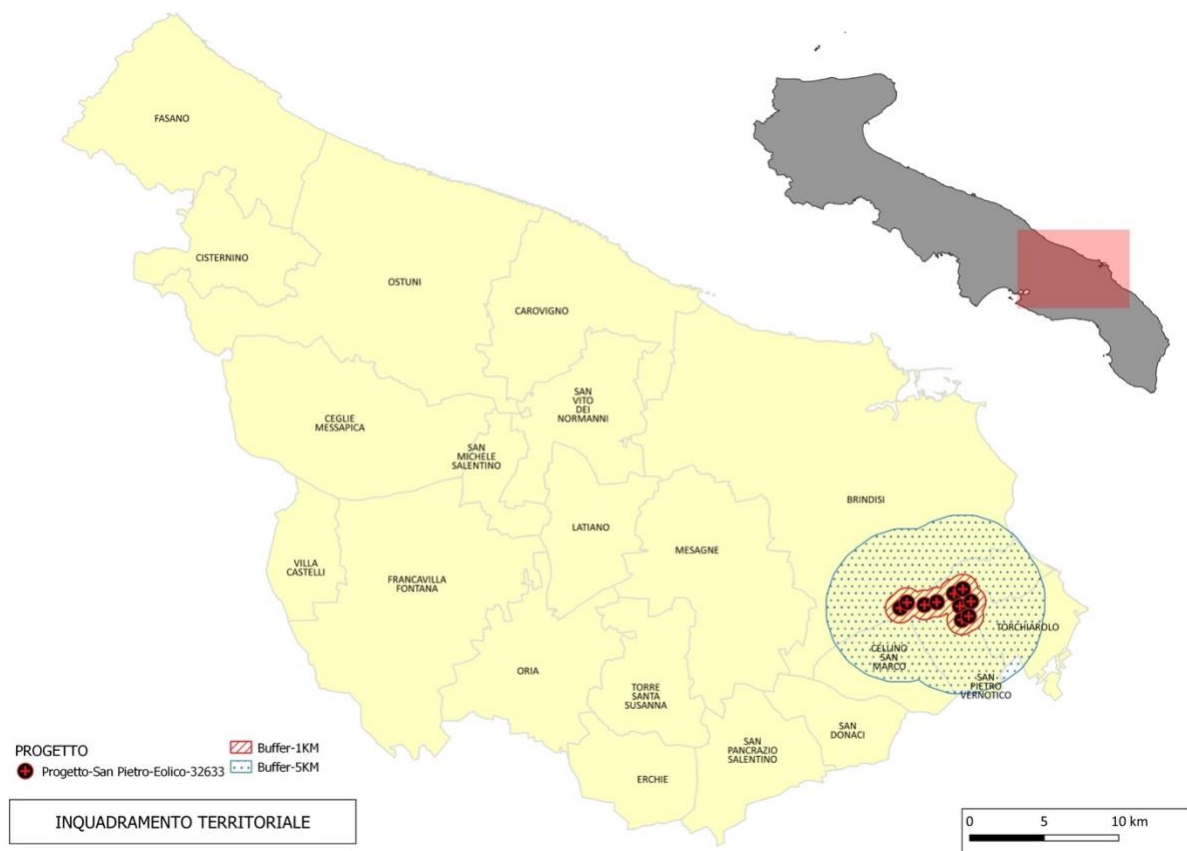 FASANO
CISTERNINO
OSTUNI
CAROVIGNO
SAN
VITO
DEI
NORMANNI
CEGLIE
MESSAPICA
SAN
MICHELE
SALENTINO
BRINDISI
LATIANO
MESAGNE
VILLA
CASTELLI
FRANCAVILLA
FONTANA
TORCHIAROLO
CELLINO
SAN
MARCO
ORIA
SAN
PIETRO
VERNOTICO
TORRE
SANTA
SUSANNA
SAN
DONACI
SAN
PANCRAZIO
SALENTINO
ERCHIE
PROGETTO
Progetto-San Pietro-Eolico-32633
Buffer-1KM
Buffer-5KM
INQUADRAMENTO TERRITORIALE
0 5 10 km